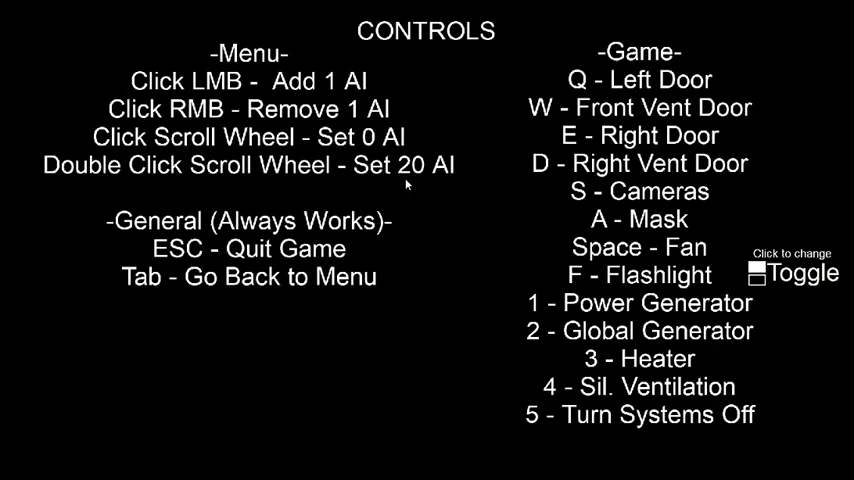 CONTROLS
-Menu-
Click LMB - Add 1 AI
Click RMB - Remove 1 AI
Click Scroll Wheel - Set 0 AI
Double Click Scroll Wheel - Set 20 AI
-General (Always Works)-
ESC - Quit Game
Tab - Go Back to Menu
-Game-
Q - Left Door
W - Front Vent Door
E - Right Door
D - Right Vent Door
S - Cameras
A - Mask
Space - Fan
F - Flashlight
Click to change
Toggle
1 - Power Generator
2 - Global Generator
3 - Heater
4 - Sil. Ventilation
5 - Turn Systems Off